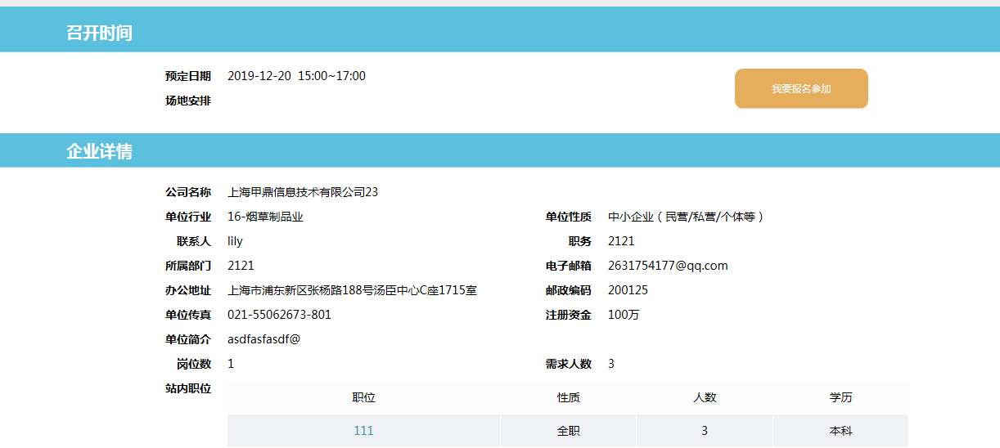 召开时间
预定日期 2019-12-20 15:00~17:00
我要报名参加
场地安排
企业详情
公司名称 上海甲鼎信息技术有限公司23
单位行业 16-烟草制品业 单位性质 中小企业（民营/私营/个体等）
联系人 lily 职务 2121
所属部门 2121 电子邮箱 2631754177@qq.com
办公地址 上海市浦东新区张杨路188号汤臣中心C座1715室 邮政编码 200125
单位传真 021-55062673-801 注册资金 100万
单位简介 asdfasfasdf@
岗位数 1 需求人数 3
站内职位
职位 性质 人数 学历
111 全职 3 本科